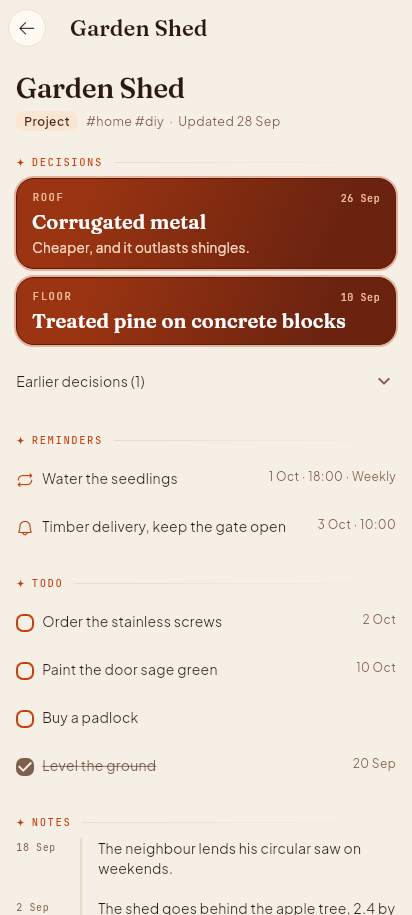 Garden Shed
Garden Shed
Project #home #diy · Updated 28 Sep
DECISIONS
ROOF 26 Sep
Corrugated metal
Cheaper, and it outlasts shingles.
FLOOR 10 Sep
Treated pine on concrete blocks
Earlier decisions (1)
REMINDERS
Water the seedlings 1 Oct · 18:00 · Weekly
Timber delivery, keep the gate open 3 Oct · 10:00
TODO
Order the stainless screws 2 Oct
Paint the door sage green 10 Oct
Buy a padlock
Level the ground 20 Sep
NOTES
18 Sep The neighbour lends his circular saw on
weekends.
2 Sep The shed goes behind the apple tree, 2.4 by